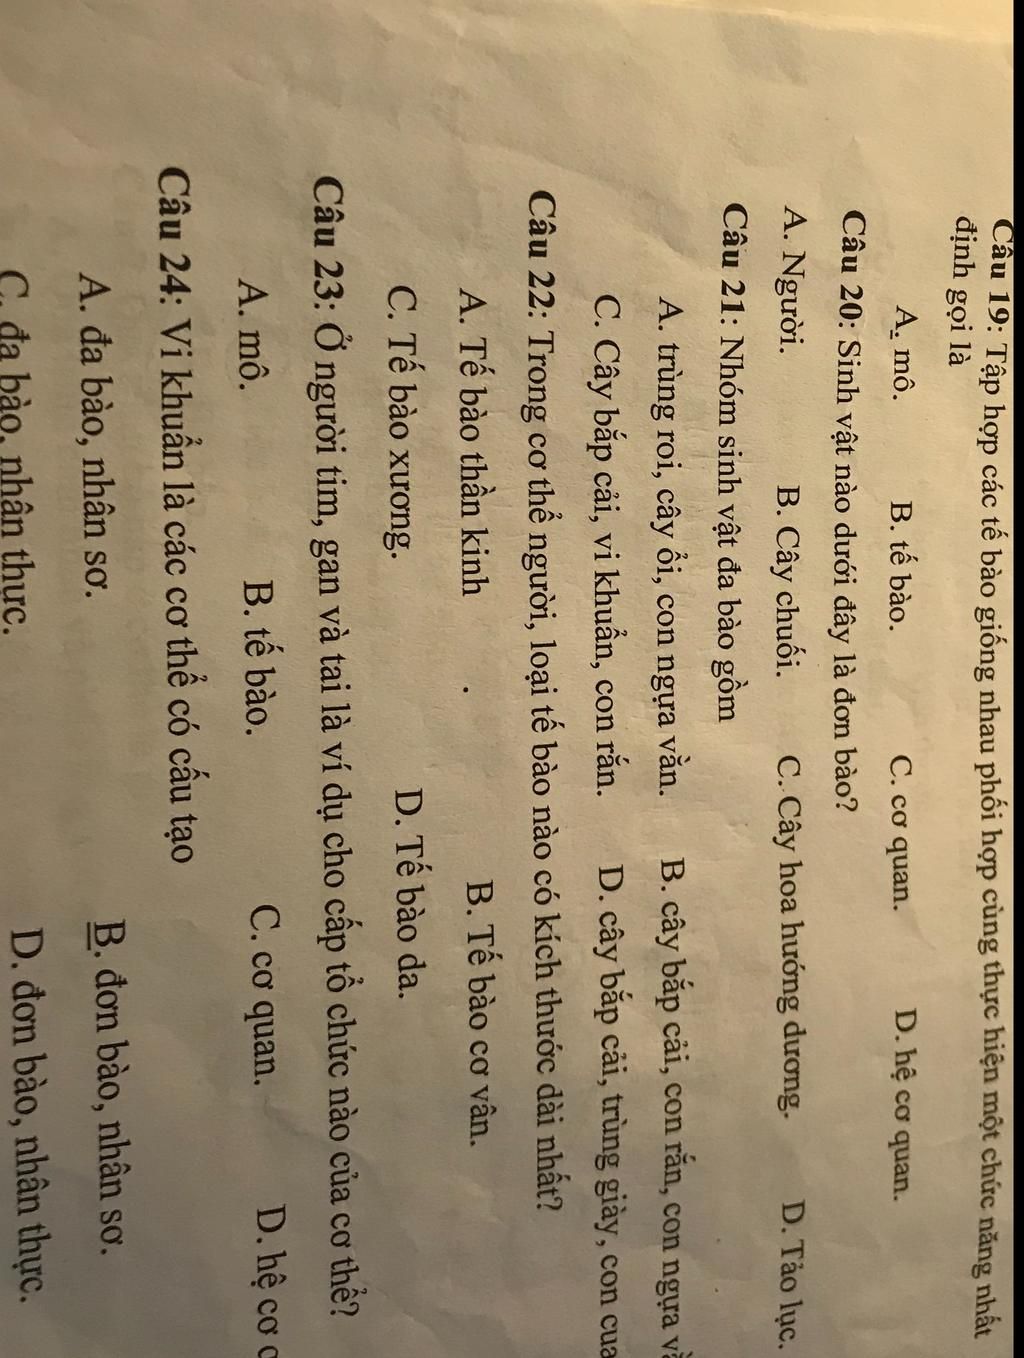 Câu 19: Tập hợp các tế bào giống nhau phối hợp cùng thực hiện một chức năng nhất
định gọi là
A. mô. B. tế bào. C. cơ quan. D. hệ cơ quan.
Câu 20: Sinh vật nào dưới đây là đơn bào?
A. Người. B. Cây chuối. C. Cây hoa hướng dương. D. Tảo lục.
Câu 21: Nhóm sinh vật đa bào gồm
A. trùng roi, cây ổi, con ngựa vằn. B. cây bắp cải, con rắn, con ngựa
C. Cây bắp cải, vi khuẩn, con rắn. D. cây bắp cải, trùng giày, con cua
Câu 22: Trong cơ thể người, loại tế bào nào có kích thước dài nhất?
A. Tế bào thần kinh B. Tế bào cơ vân.
C. Tế bào xương. D. Tế bào da.
Câu 23: Ở người tim, gan và tai là ví dụ cho cấp tổ chức nào của cơ thể?
A. mô. B. tế bào. C. cơ quan. D. hệ cơ
Câu 24: Vi khuẩn là các cơ thể có cấu tạo
A. đa bào, nhân sơ. B. đơn bào, nhân sơ.
C. đa bào, nhân thực. D. đơn bào, nhân thực.